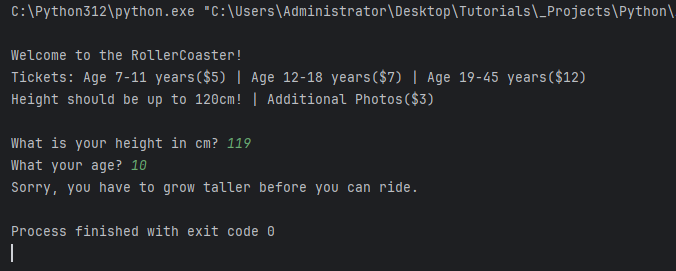 C:\Python312\python.exe "C:\Users\Administrator\Desktop\Tutorials\_Projects\Python\
Welcome to the RollerCoaster!
Tickets: Age 7-11 years($5) | Age 12-18 years($7) | Age 19-45 years($12)
Height should be up to 120cm! | Additional Photos($3)
What is your height in cm? 119
What your age? 10
Sorry, you have to grow taller before you can ride.
Process finished with exit code 0